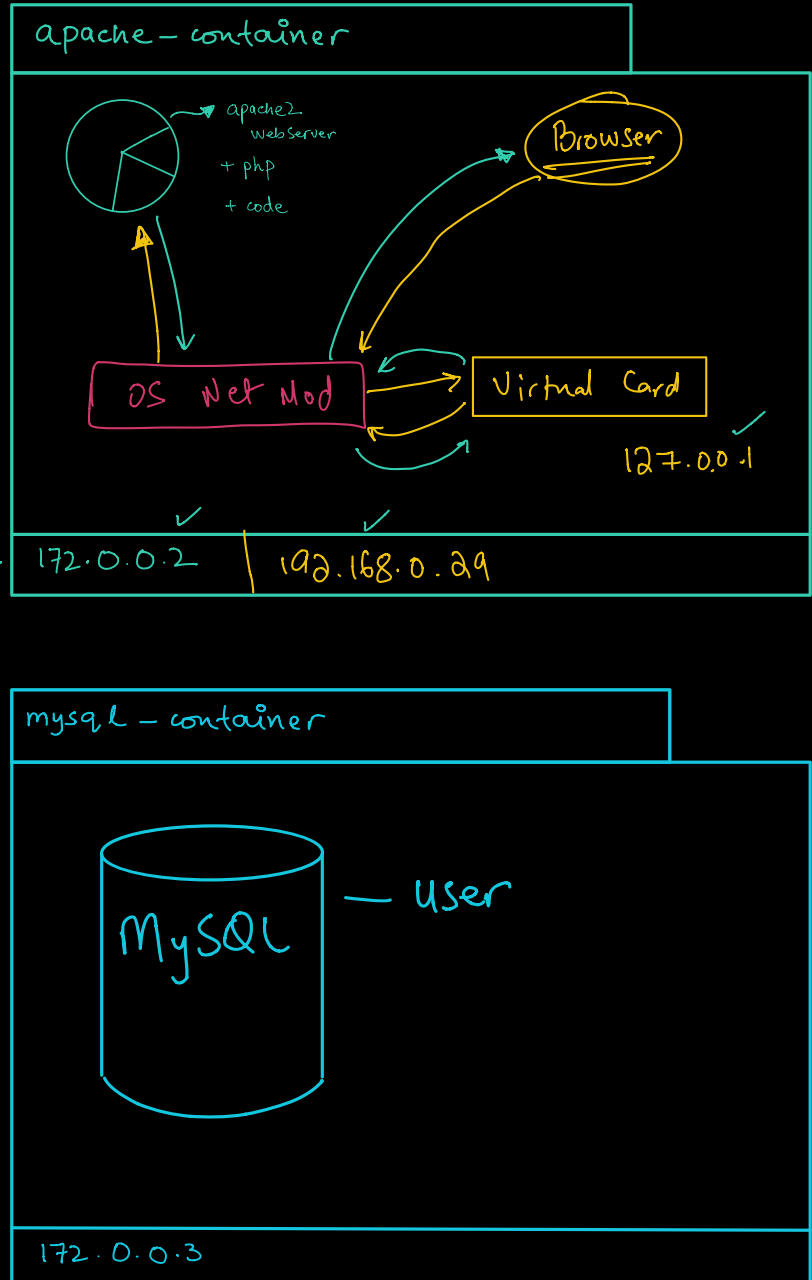 apache - container
apache2
webserver
+ php
+ code
Browser
OS Net Mod
Virtual Card
127.0.0.1
172.0.0.2
192.168.0.29
mysql - container
MySQL
- user
172.0.0.3